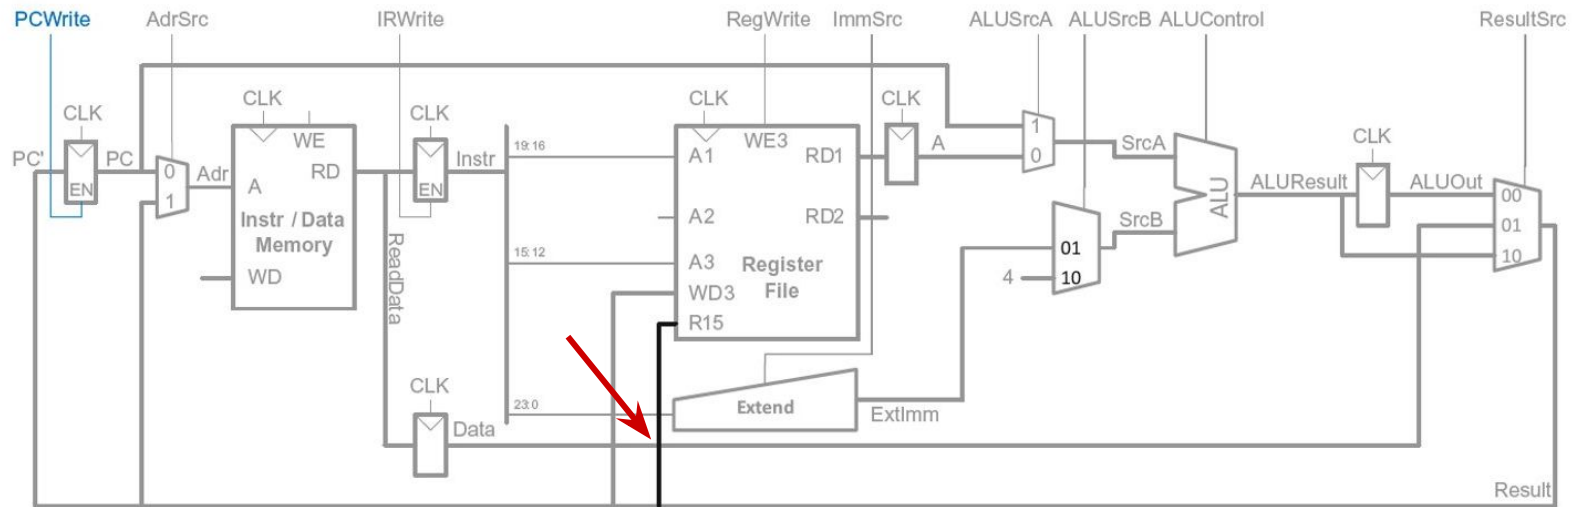 PCWrite AdrSrc IRWrite RegWrite ImmSrc ALUSrcA ALUSrcB ALUControl ResultSrc
CLK CLK CLK CLK CLK CLK
PC' PC EN
0
1
Adr
WE
A RD
Instr / Data
Memory
WD
ReadData
EN
Instr
19:16
15:12
23:0
WE3
A1 RD1
A2 RD2
A3
Register
File
WD3
R15
A
1
0
SrcA
01
10
4
SrcB
ALU
ALUResult
ALUOut
00
01
10
CLK
Data
Extend
ExtImm
Result